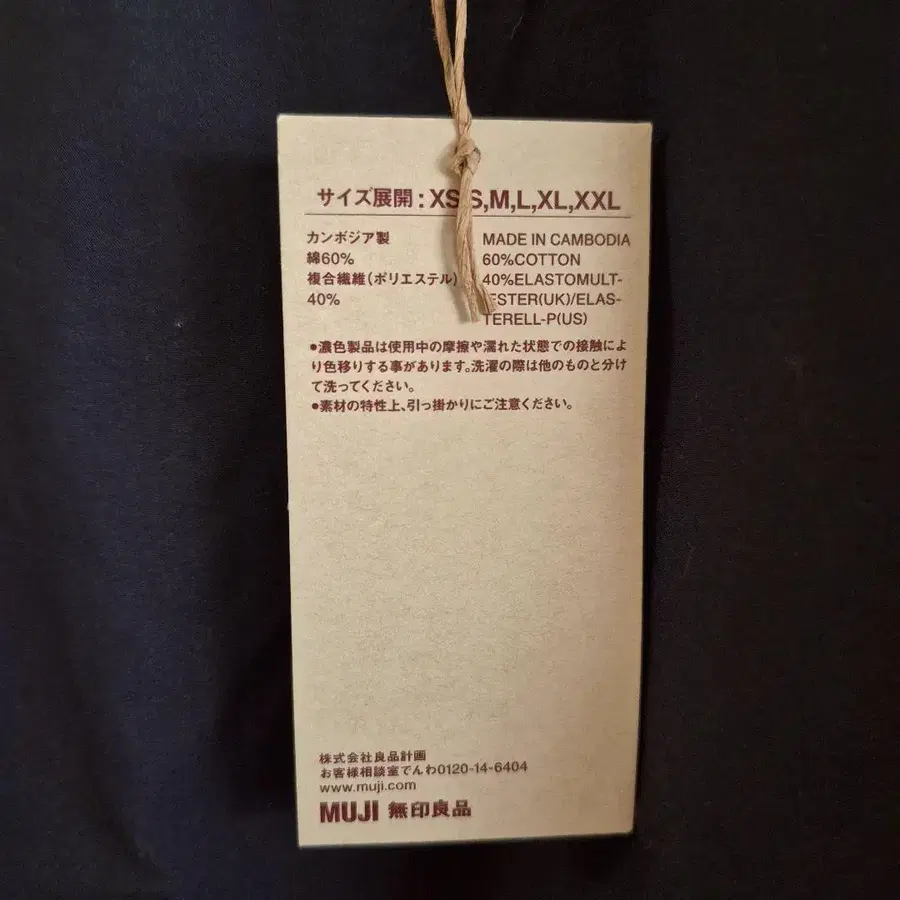 サイズ展開:XS,S,M,L,XL,XXL
カンボジア製
綿60%
複合繊維(ポリエステル)
40%
MADE IN CAMBODIA
60%COTTON
40%ELASTOMULT-
ESTER(UK)/ELAS-
TERELL-P(US)
●濃色製品は使用中の摩擦や濡れた状態での接触によ
り色移りする事があります。洗濯の際は他のものと分け
て洗ってください。
●素材の特性上、引っ掛かりにご注意ください。
株式会社良品計画
お客様相談室でんわ0120-14-6404
www.muji.com
MUJI 無印良品